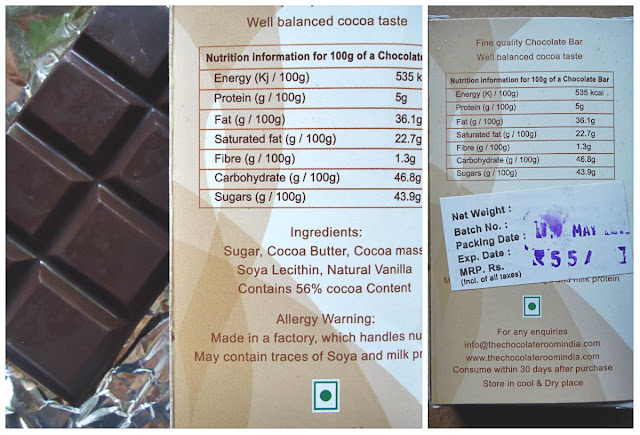 Well balanced cocoa taste
Nutrition information for 100g of a Chocolate
Energy (Kj / 100g) 535 k
Protein (g / 100g) 5g
Fat (g / 100g) 36.1g
Saturated fat (g / 100g) 22.7g
Fibre (g / 100g) 1.3g
Carbohydrate (g / 100g) 46.8g
Sugars (g / 100g) 43.9g
Ingredients:
Sugar, Cocoa Butter, Cocoa mass
Soya Lecithin, Natural Vanilla
Contains 56% cocoa Content
Allergy Warning:
Made in a factory, which handles nu
May contain traces of Soya and milk pr
Fine quality Chocolate Bar
Well balanced cocoa taste
Nutrition information for 100g of a Chocolate Bar
Energy (Kj / 100g) 535 kcal
Protein (g / 100g) 5g
Fat (g / 100g) 36.1g
Saturated fat (g / 100g) 22.7g
Fibre (g / 100g) 1.3g
Carbohydrate (g / 100g) 46.8g
Sugars (g / 100g) 43.9g
Net Weight :
Batch No. :
Packing Date : MAY
Exp. Date :
MRP. Rs. 55/
(Incl. of all taxes)
and milk protein
For any enquiries
info@thechocolateroomindia.com
www.thechocolateroomindia.com
Consume within 30 days after purchase
Store in cool & Dry place